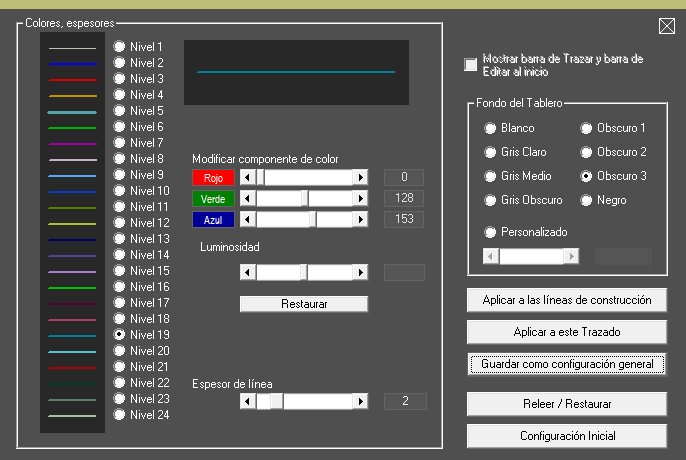 Colores, espesores
Nivel 1
Nivel 2
Nivel 3
Nivel 4
Nivel 5
Nivel 6
Nivel 7
Nivel 8
Nivel 9
Nivel 10
Nivel 11
Nivel 12
Nivel 13
Nivel 14
Nivel 15
Nivel 16
Nivel 17
Nivel 18
Nivel 19
Nivel 20
Nivel 21
Nivel 22
Nivel 23
Nivel 24
Modificar componente de color
Rojo 0
Verde 128
Azul 153
Luminosidad
Restaurar
Espesor de línea
2
Mostrar barra de Trazar y barra de
Editar al inicio
Fondo del Tablero
Blanco Obscuro 1
Gris Claro Obscuro 2
Gris Medio Obscuro 3
Gris Obscuro Negro
Personalizado
Aplicar a las líneas de construcción
Aplicar a este Trazado
Guardar como configuración general
Releer / Restaurar
Configuración Inicial